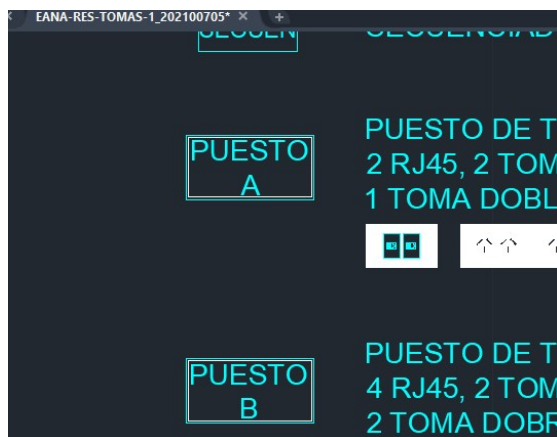 EANA-RES-TOMAS-1_202100705*
PUESTO
A
PUESTO DE T
2 RJ45, 2 TOM
1 TOMA DOBL
PUESTO
B
PUESTO DE T
4 RJ45, 2 TOM
2 TOMA DOBR